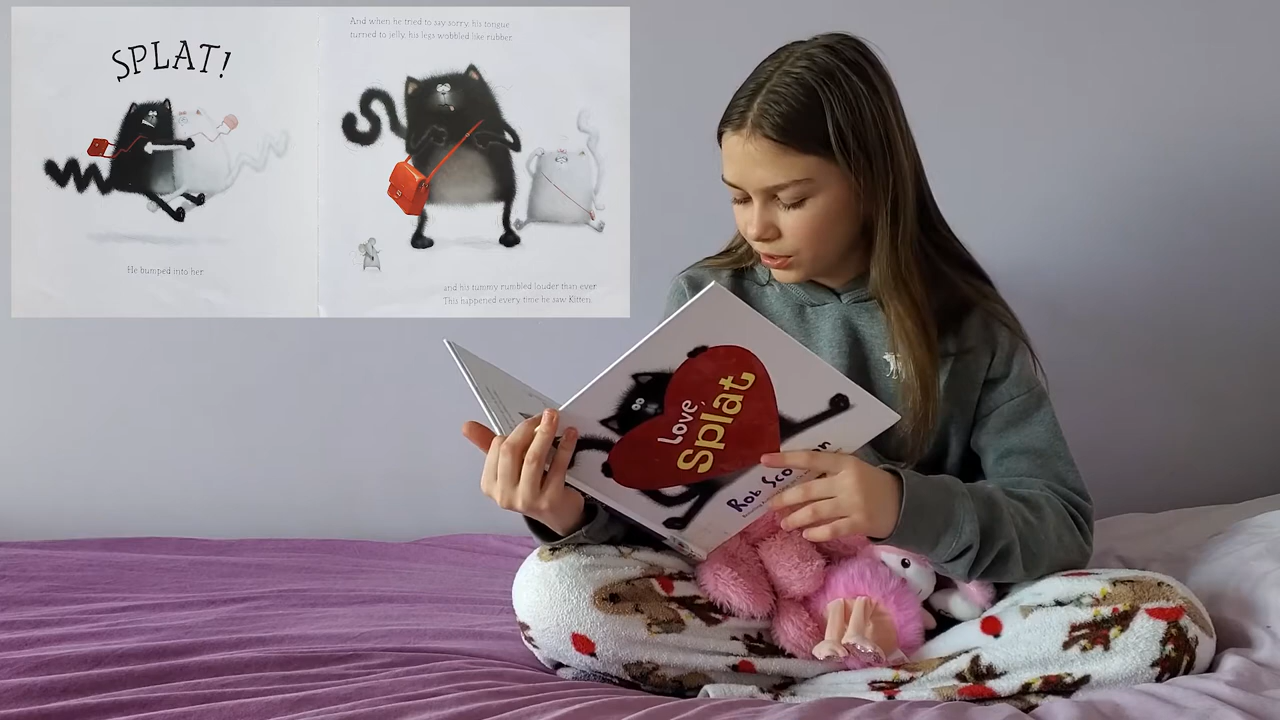 SPLAT!
He bumped into her
And when he tried to say sorry, his tongue
turned to jelly, his legs wobbled like rubber
and his tummy rumbled louder than ever
This happened every time he saw Kitten.
Love,
Splat
Rob